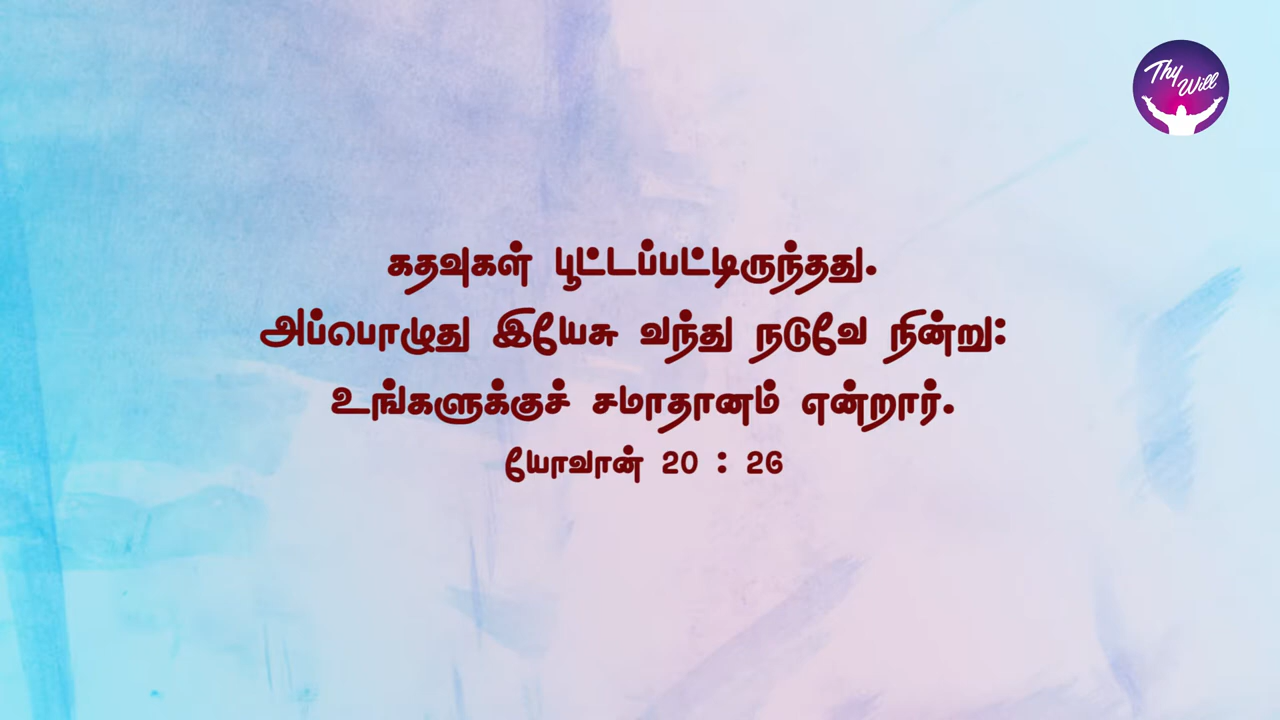 Thy Will
கதவுகள் பூட்டப்பட்டிருந்தது.
அப்பொழுது இயேசு வந்து நடுவே நின்று:
உங்களுக்குச் சமாதானம் என்றார்.
யோவான் 20 : 26